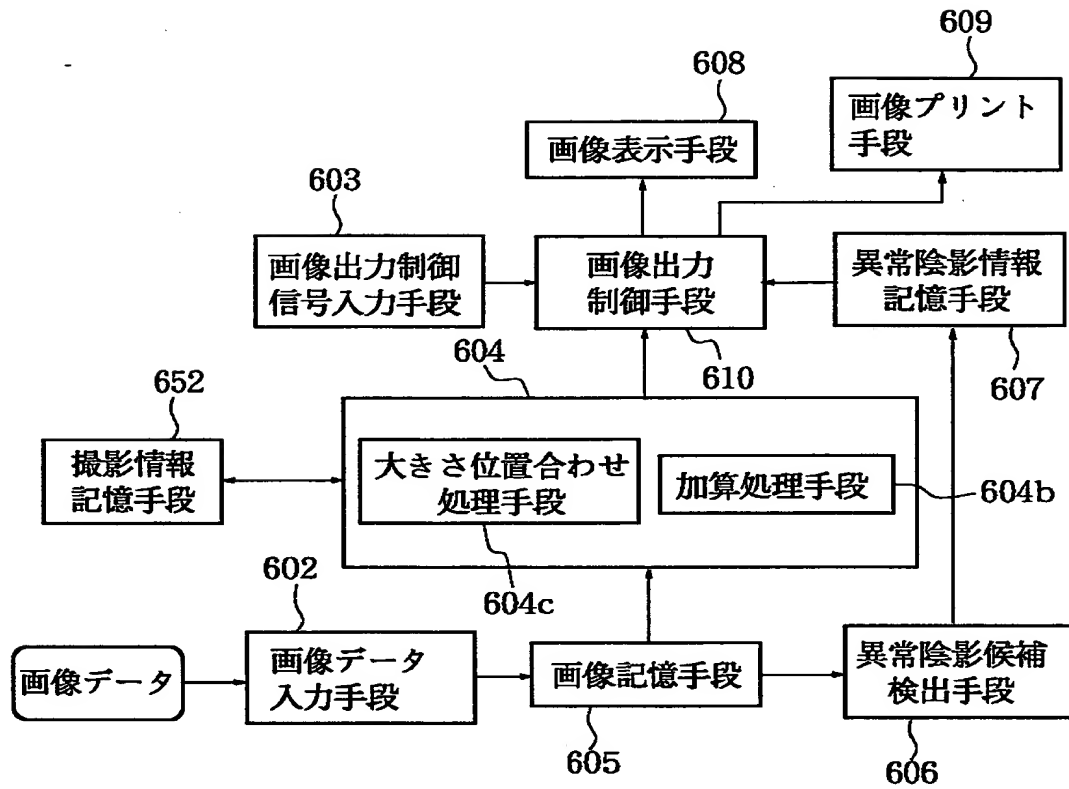 609
608
画像プリント
手段
画像表示手段
603
画像出力制御
信号入力手段
画像出力
制御手段
異常陰影情報
記憶手段
604
610
607
652
撮影情報
記憶手段
大きさ位置合わせ
処理手段
加算処理手段
604b
602
604c
画像データ
画像データ
入力手段
画像記憶手段
異常陰影候補
検出手段
605
606